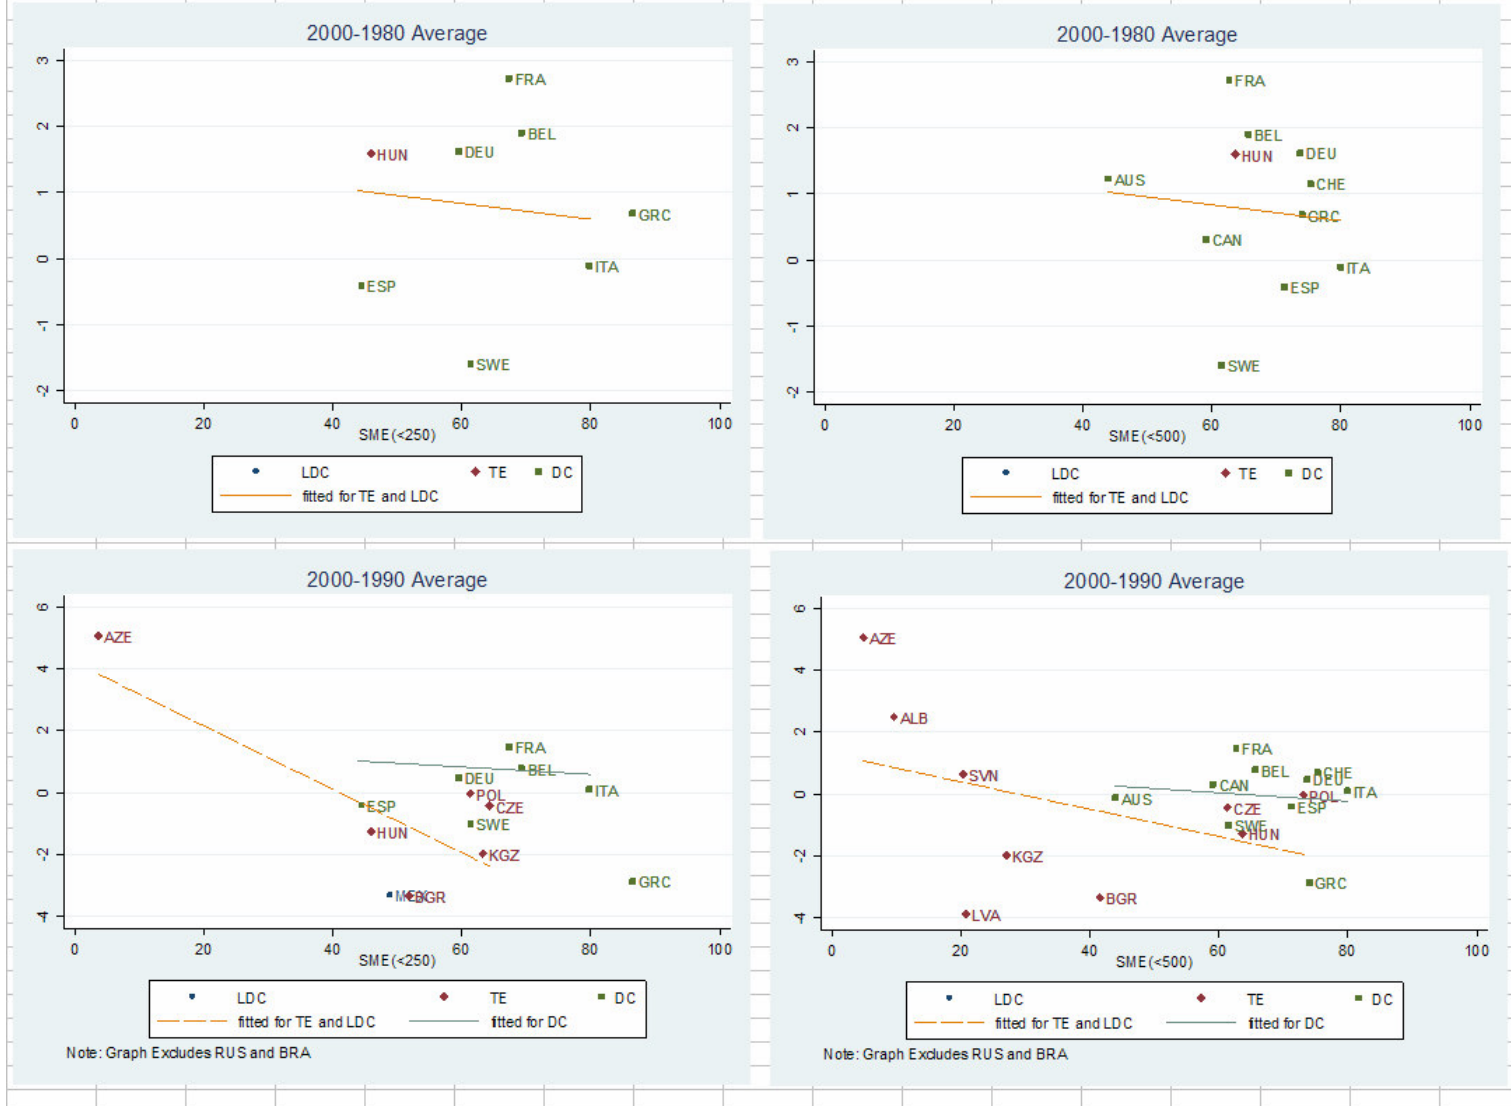 2000-1980 Average
3
2
1
0
-1
-2
FRA
BEL
HUN
DEU
GRC
ITA
ESP
SWE
0 20 40 60 80 100
SME(<250)
LDC TE DC
fitted for TE and LDC
2000-1980 Average
3
2
1
0
-1
-2
FRA
BEL
HUN
DEU
AUS
CHE
GRC
CAN
ITA
ESP
SWE
0 20 40 60 80 100
SME(<500)
LDC TE DC
fitted for TE and LDC
2000-1990 Average
6
4
2
0
-2
-4
AZE
FRA
BEL
DEU
POL
ITA
ESP
CZE
SWE
HUN
KGZ
GRC
MEX
BGR
0 20 40 60 80 100
SME(<250)
LDC TE DC
fitted for TE and LDC fitted for DC
Note: Graph Excludes RUS and BRA
2000-1990 Average
6
4
2
0
-2
-4
AZE
ALB
FRA
SVN
BEL
CHE
DEU
CAN
ITA
AUS
POL
CZE
ESP
SWE
HUN
KGZ
GRC
BGR
LVA
0 20 40 60 80 100
SME(<500)
LDC TE DC
fitted for TE and LDC fitted for DC
Note: Graph Excludes RUS and BRA